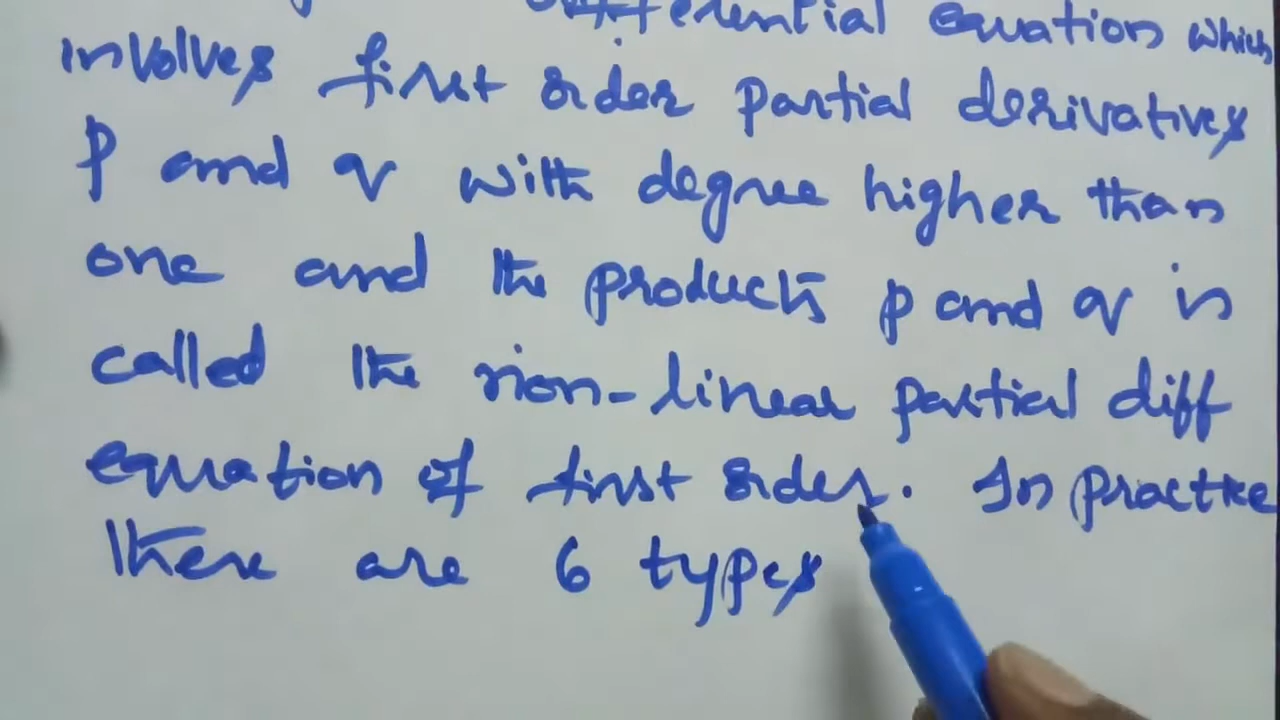 differential equation which
involves first order partial derivatives
p and q with degree higher than
one and the products p and q is
called the non-linear partial diff
equation of first order. In practice
there are 6 types